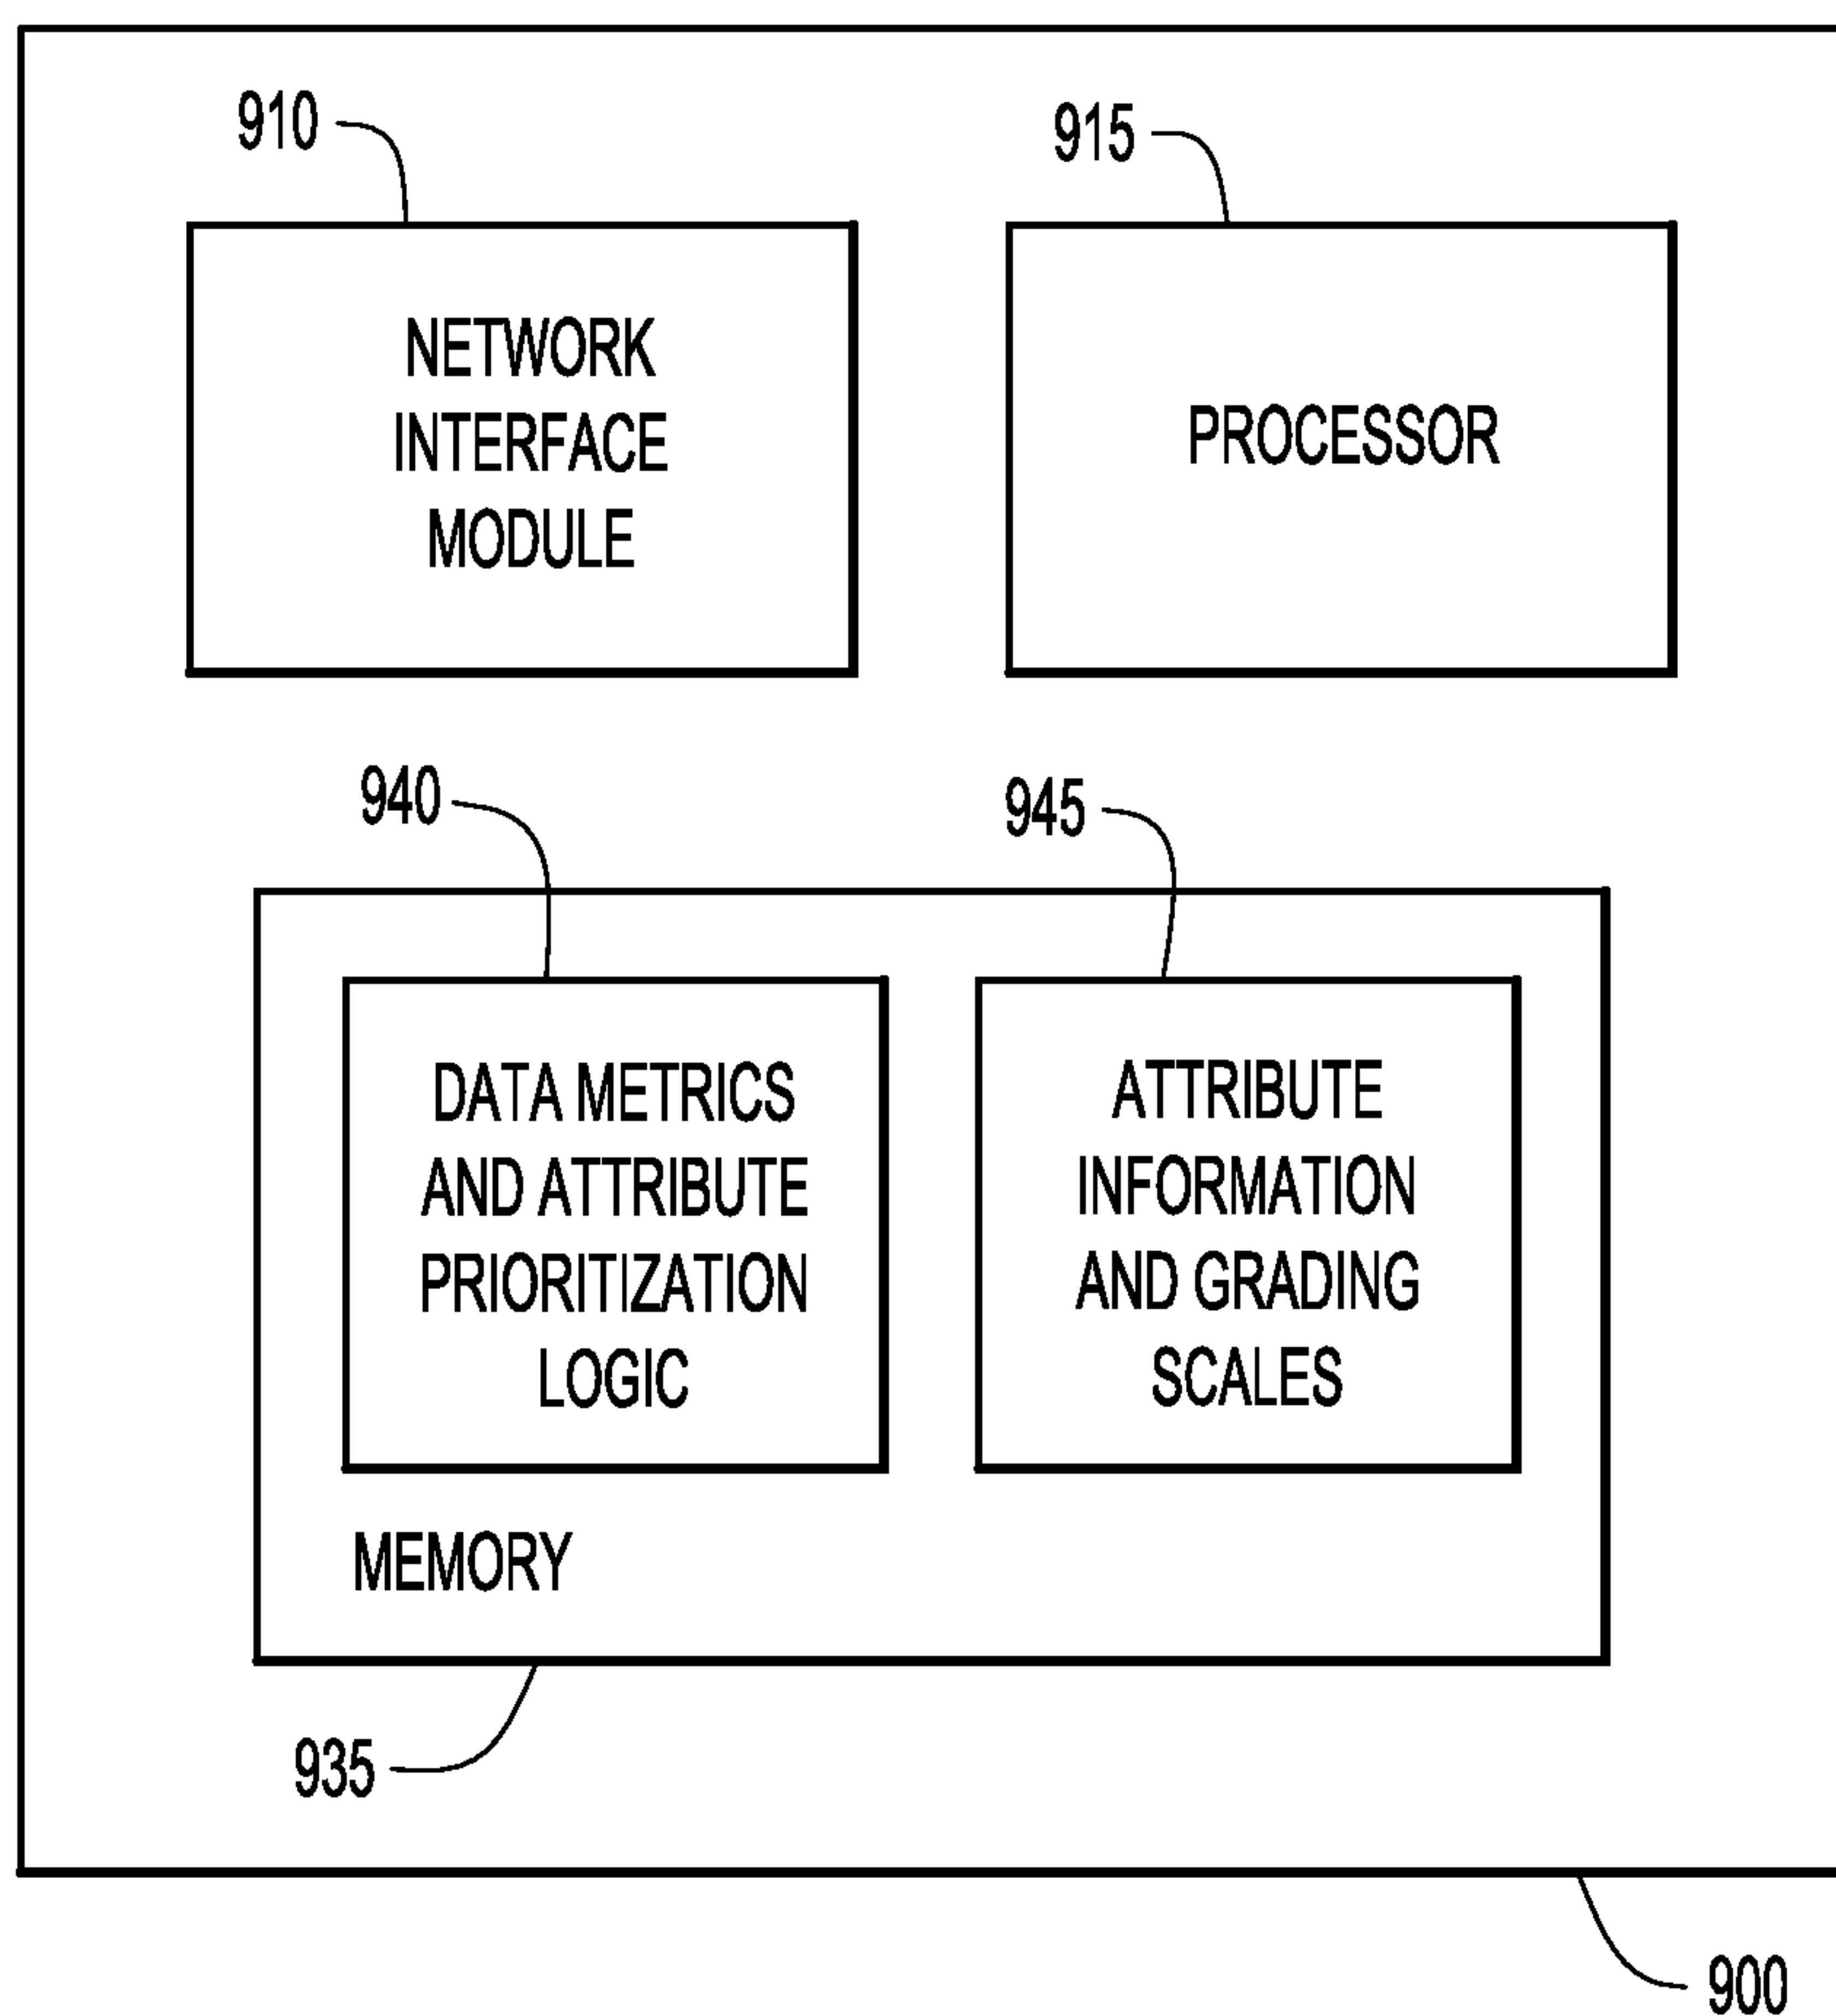 910
915
NETWORK
INTERFACE
MODULE
PROCESSOR
940
945
DATA METRICS
AND ATTRIBUTE
PRIORITIZATION
LOGIC
ATTRIBUTE
INFORMATION
AND GRADING
SCALES
MEMORY
935
900